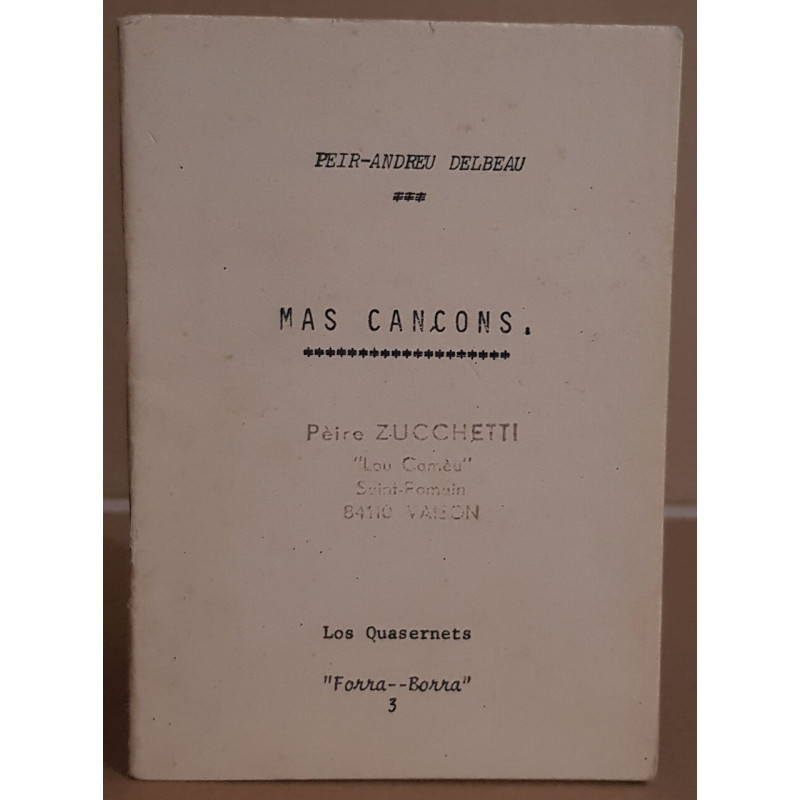 PEIR-ANDREU DELBEAU
***
MAS CANÇONS.
*******************
Pèire ZUCCHETTI
"Lou Camèu"
Saint-Romain
84110 VAISON
Los Quasernets
"Forra--Borra"
3